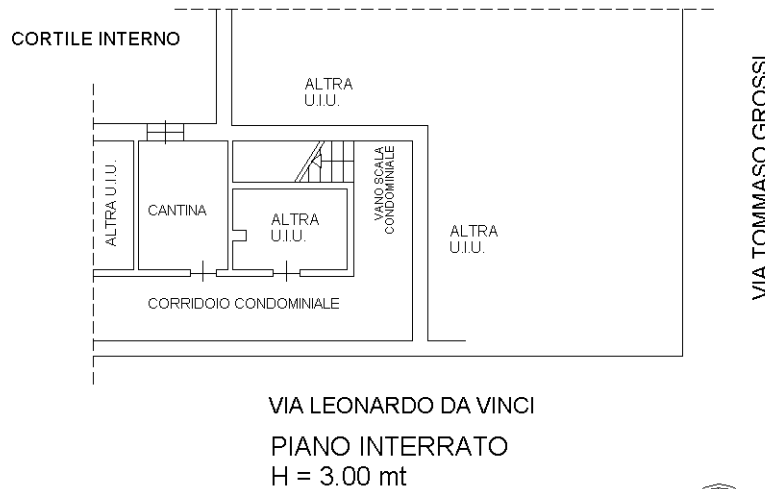 CORTILE INTERNO
ALTRA
U.I.U.
VIA TOMMASO GROSSI
ALTRA U.I.U.
CANTINA
ALTRA
U.I.U.
VANO SCALA
CONDOMINIALE
ALTRA
U.I.U.
CORRIDOIO CONDOMINIALE
VIA LEONARDO DA VINCI
PIANO INTERRATO
H = 3.00 mt